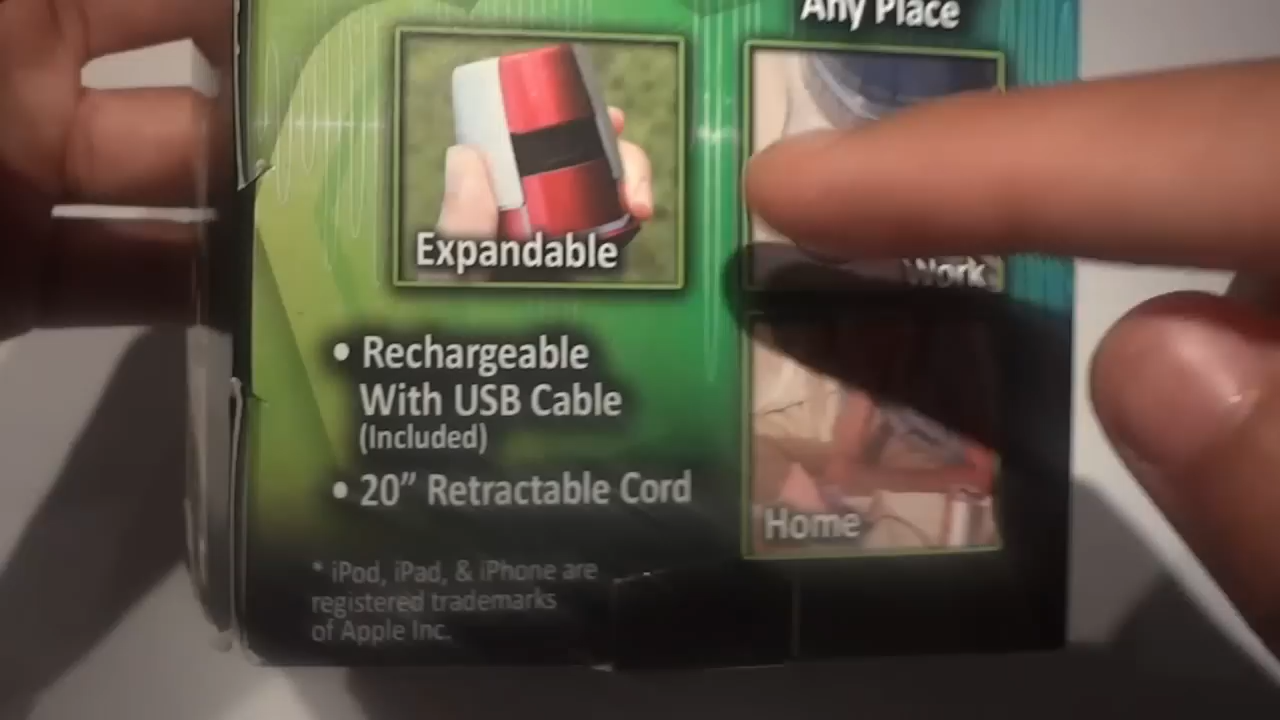 Any Place
Expandable
Work
• Rechargeable
With USB Cable
(Included)
• 20” Retractable Cord
Home
* iPod, iPad, & iPhone are
registered trademarks
of Apple Inc.